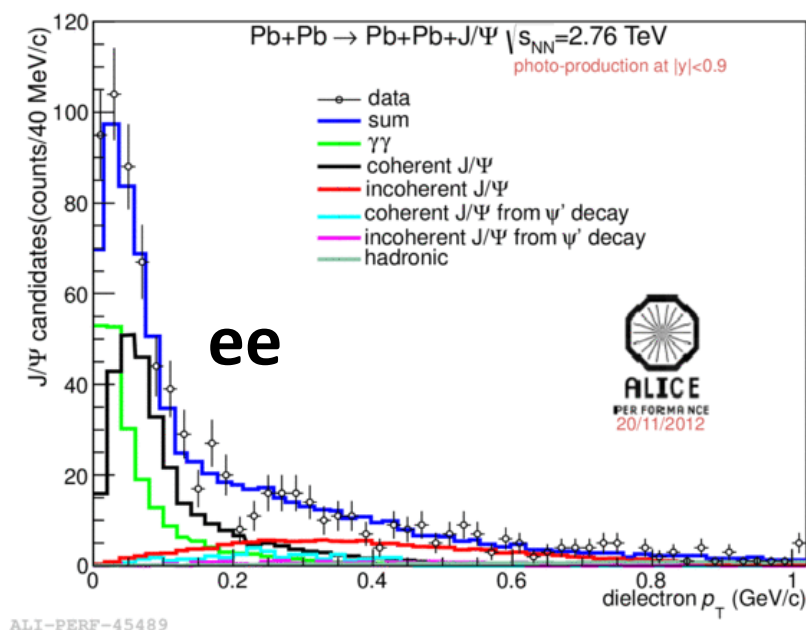 Pb+Pb → Pb+Pb+J/Ψ √sNN=2.76 TeV
photo-production at |y|<0.9
data
sum
γγ
coherent J/Ψ
incoherent J/Ψ
coherent J/Ψ from ψ' decay
incoherent J/Ψ from ψ' decay
hadronic
ee
ALICE
PERFORMANCE
20/11/2012
J/Ψ candidates(counts/40 MeV/c)
120
100
80
60
40
20
0
0 0.2 0.4 0.6 0.8 1
dielectron pT (GeV/c)
ALI-PERF-45489